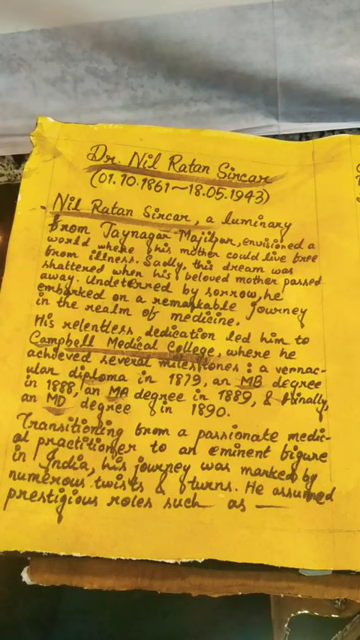 Dr. Nil Ratan Sircar
(01.10.1861~18.05.1943)
Nil Ratan Sircar, a luminary
from Jaynagar Majilpur, envisioned a
world where his mother could live free
from illness. Sadly, this dream was
shattered when his beloved mother passed
away. Undeterred by sorrow, he
embarked on a remarkable journey
in the realm of medicine.
His relentless, dedication led him to
Campbell Medical College, where he
achieved several milestones : a vernac-
ular diploma in 1879, an MB degree
in 1888, an MA degree in 1889, & finally,
an MD degree in 1890.
Transitioning from a passionate medic-
al practitioner to an eminent figure
in India, his journey was marked by
numerous twists & turns. He assumed
prestigious roles such as —